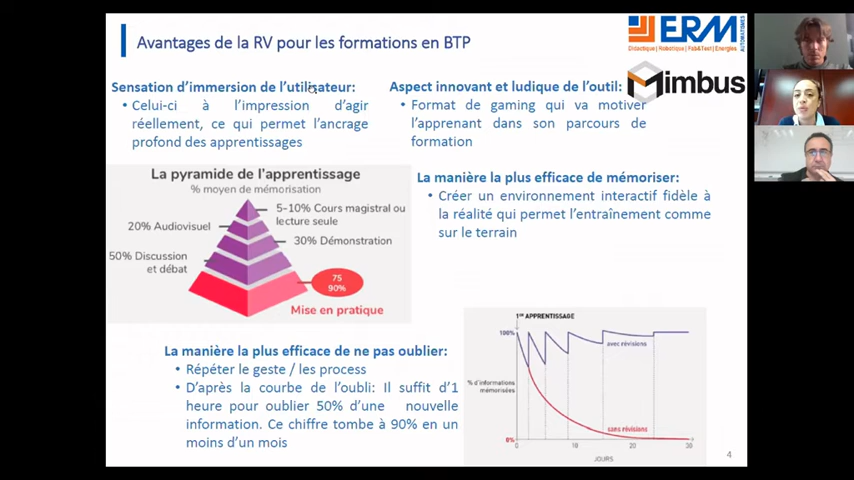 Avantages de la RV pour les formations en BTP
ERM
AUTOMATISMES
Didactique | Robotique | Fab&Test | Energies
Mimbus
Sensation d'immersion de l'utilisateur:
• Celui-ci à l'impression d'agir
réellement, ce qui permet l'ancrage
profond des apprentissages
Aspect innovant et ludique de l'outil:
• Format de gaming qui va motiver
l'apprenant dans son parcours de
formation
La pyramide de l'apprentissage
% moyen de mémorisation
5-10% Cours magistral ou
lecture seule
20% Audiovisuel
30% Démonstration
50% Discussion
et débat
75
90%
Mise en pratique
La manière la plus efficace de mémoriser:
• Créer un environnement interactif fidèle à
la réalité qui permet l'entraînement comme
sur le terrain
La manière la plus efficace de ne pas oublier:
• Répéter le geste / les process
• D'après la courbe de l'oubli: Il suffit d'1
heure pour oublier 50% d'une nouvelle
information. Ce chiffre tombe à 90% en un
moins d'un mois
1ER APPRENTISSAGE
100%
avec révisions
% d'informations
mémorisées
sans révisions
0%
0 10 20 30
JOURS
4